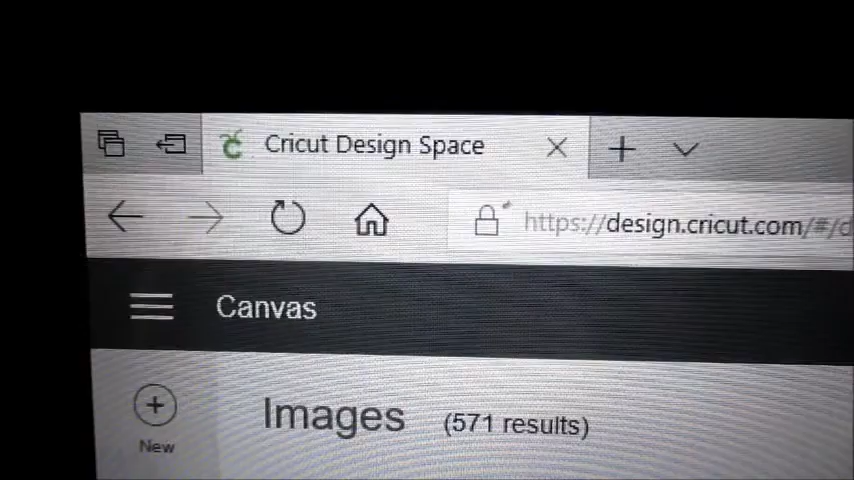 Cricut Design Space
https://design.cricut.com/#/d
Canvas
New
Images (571 results)